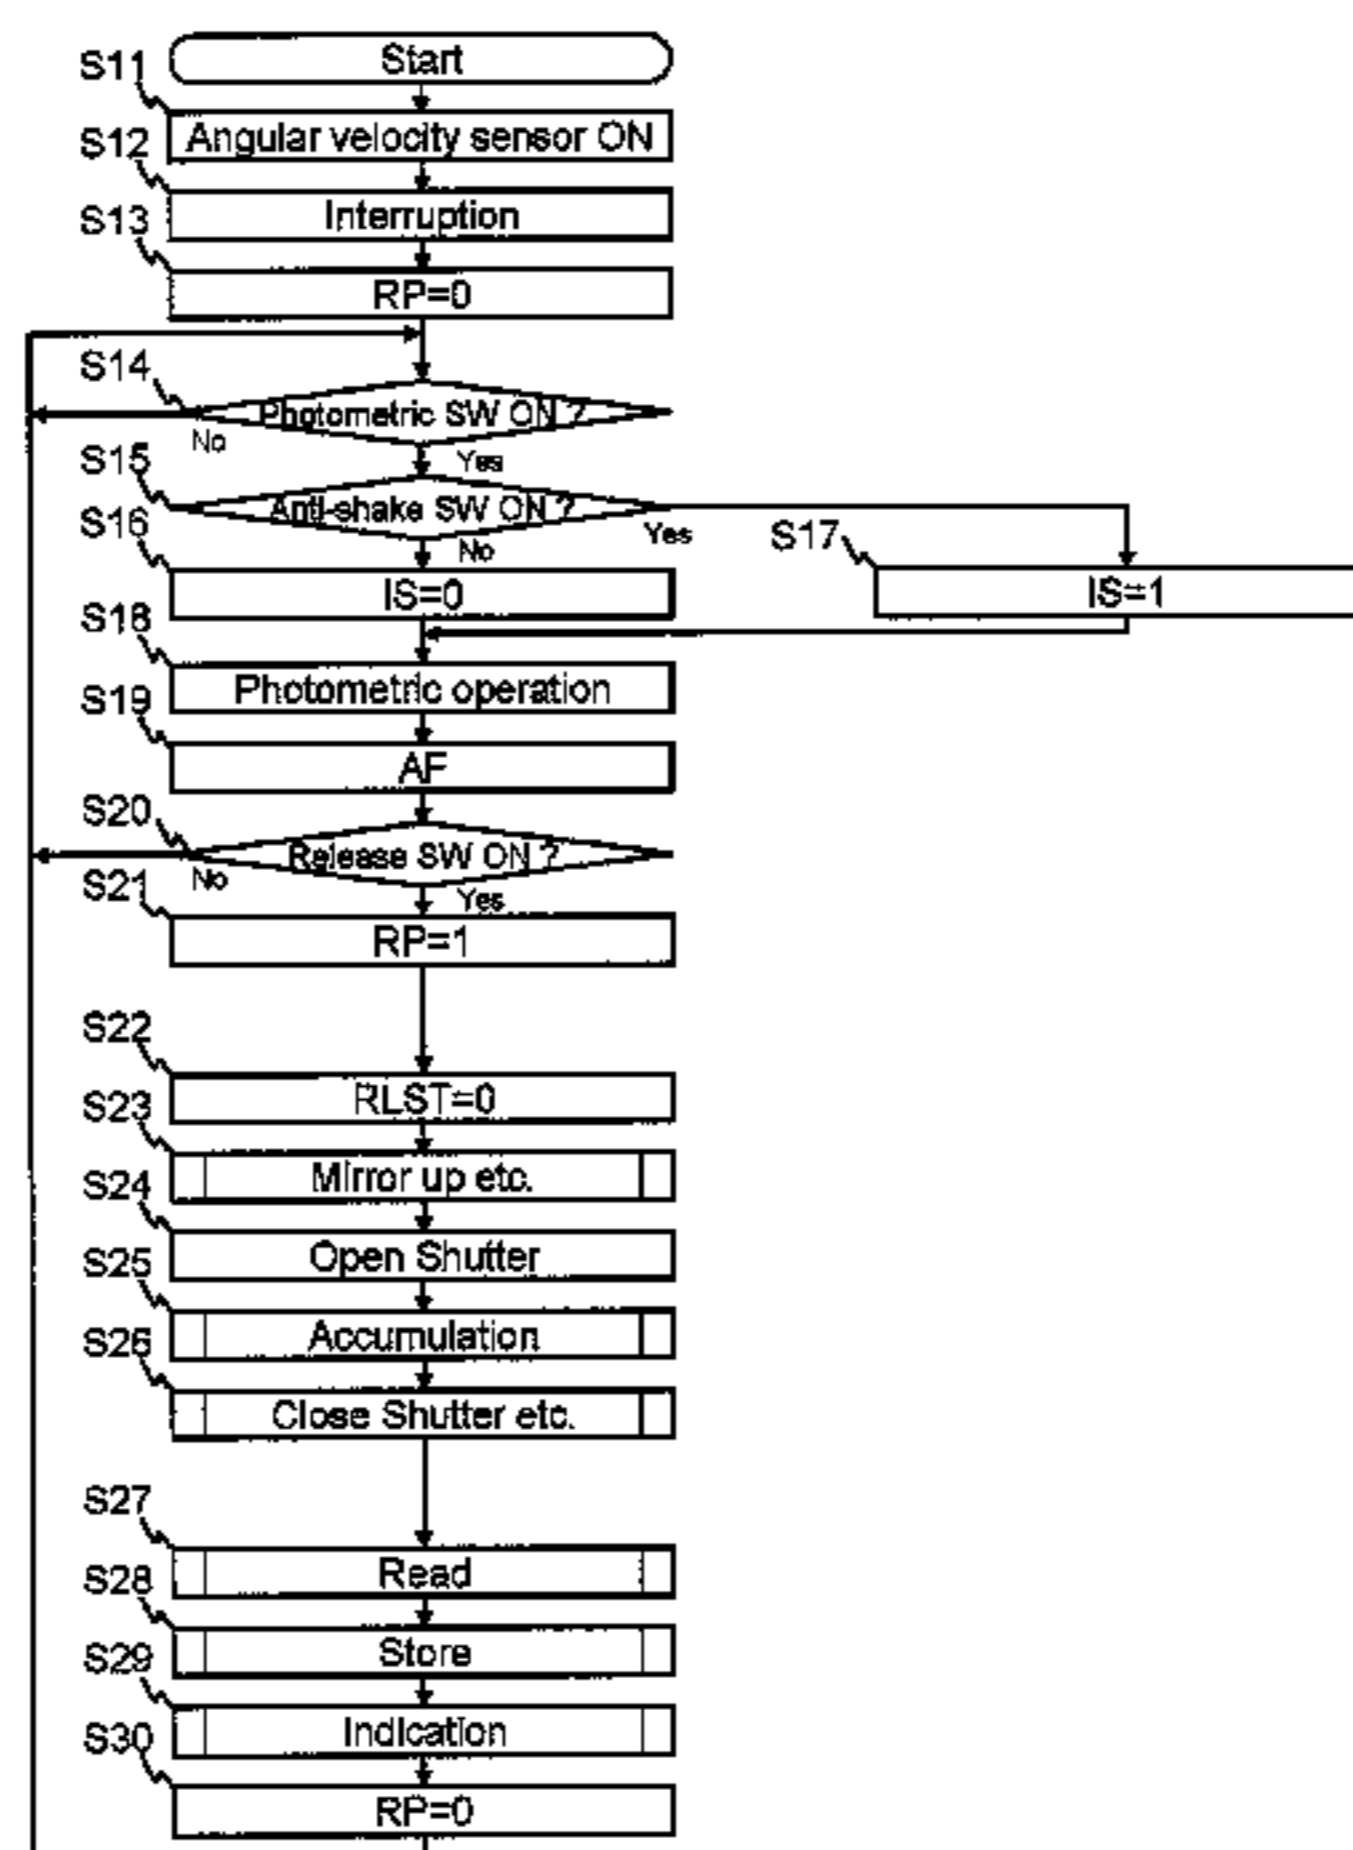 Start
S11
Angular velocity sensor ON
S12
Interruption
S13
RP=0
S14
Photometric SW ON ?
No
Yes
S15
Anti-shake SW ON ?
Yes
No
S16
IS=0
S17
IS=1
S18
Photometric operation
S19
AF
S20
Release SW ON ?
No
Yes
S21
RP=1
S22
RLST=0
S23
Mirror up etc.
S24
Open Shutter
S25
Accumulation
S26
Close Shutter etc.
S27
Read
S28
Store
S29
Indication
S30
RP=0